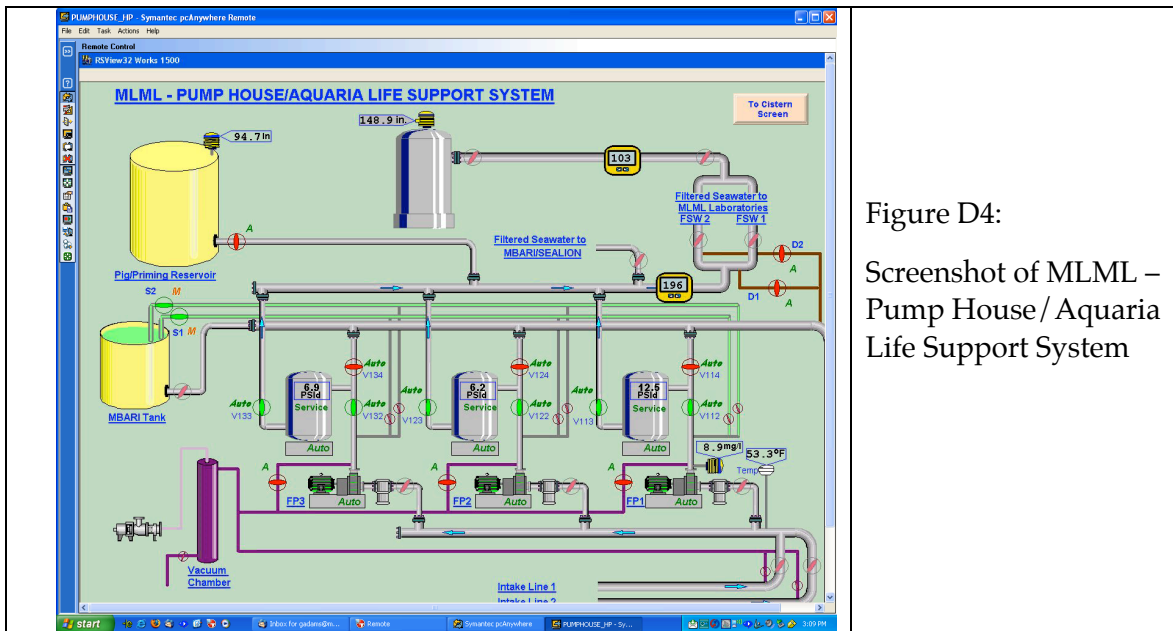 PUMPHOUSE_HP - Symantec pcAnywhere Remote
File Edit Task Actions Help
Remote Control
RSView32 Works 1500
MLML - PUMP HOUSE/AQUARIA LIFE SUPPORT SYSTEM
To Cistern
Screen
94.7in
148.9 in.
103
Filtered Seawater to
MLML Laboratories
FSW 2 FSW 1
Filtered Seawater to
MBARI/SEALION
A
D2
A
Pig/Priming Reservoir
196
D1
A
S2 M
S1 M
MBARI Tank
Auto
V134
Auto
V124
Auto
V114
6.9
PSId
Service
6.2
PSId
Service
12.5
PSId
Service
Auto
V133
Auto
V132
Auto
V123
Auto
V122
Auto
V113
Auto
V112
Auto
Auto
Auto
8.9mg/l
53.3°F
Temp
A
A
A
FP3
Auto
FP2
Auto
FP1
Auto
Vacuum
Chamber
Intake Line 1
Intake Line 2
start
Inbox for gadams@m...
Remote
Symantec pcAnywhere
PUMPHOUSE_HP - Sy...
3:09 PM
Figure D4:
Screenshot of MLML –
Pump House/Aquaria
Life Support System